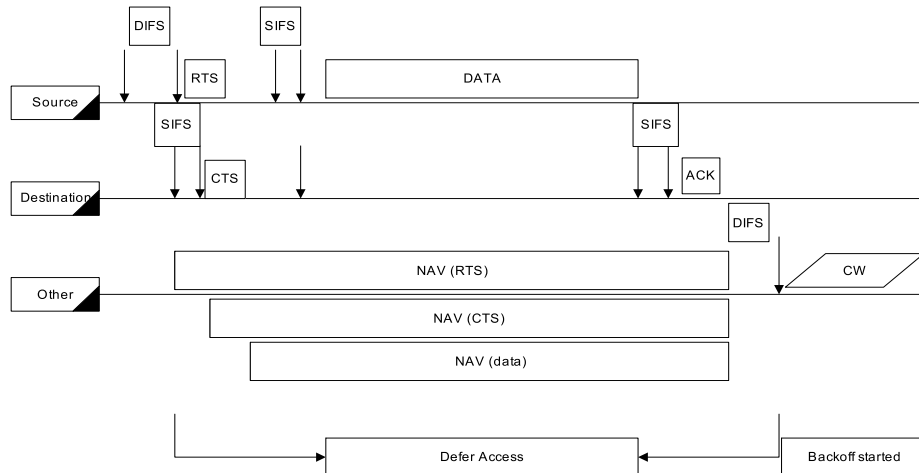 DIFS
SIFS
RTS
DATA
Source
SIFS
SIFS
CTS
ACK
Destination
DIFS
NAV (RTS)
CW
Other
NAV (CTS)
NAV (data)
Defer Access
Backoff started